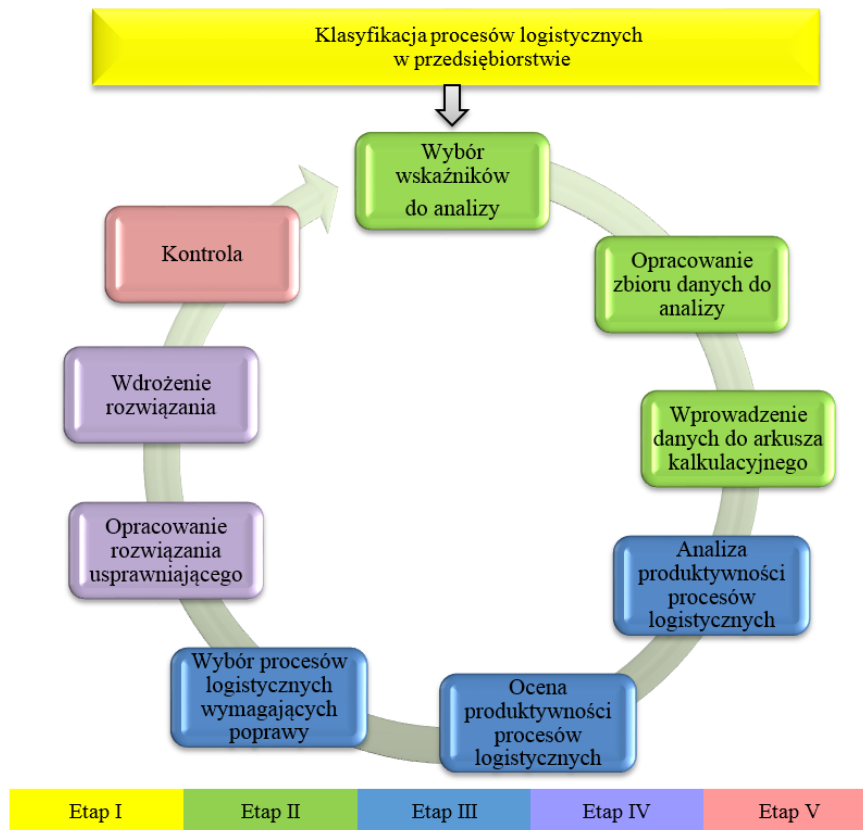 Klasyfikacja procesów logistycznych
w przedsiębiorstwie
Wybór
wskaźników
do analizy
Opracowanie
zbioru danych do
analizy
Wprowadzenie
danych do arkusza
kalkulacyjnego
Analiza
produktywności
procesów
logistycznych
Ocena
produktywności
procesów
logistycznych
Wybór procesów
logistycznych
wymagających
poprawy
Opracowanie
rozwiązania
usprawniającego
Wdrożenie
rozwiązania
Kontrola
Etap I
Etap II
Etap III
Etap IV
Etap V